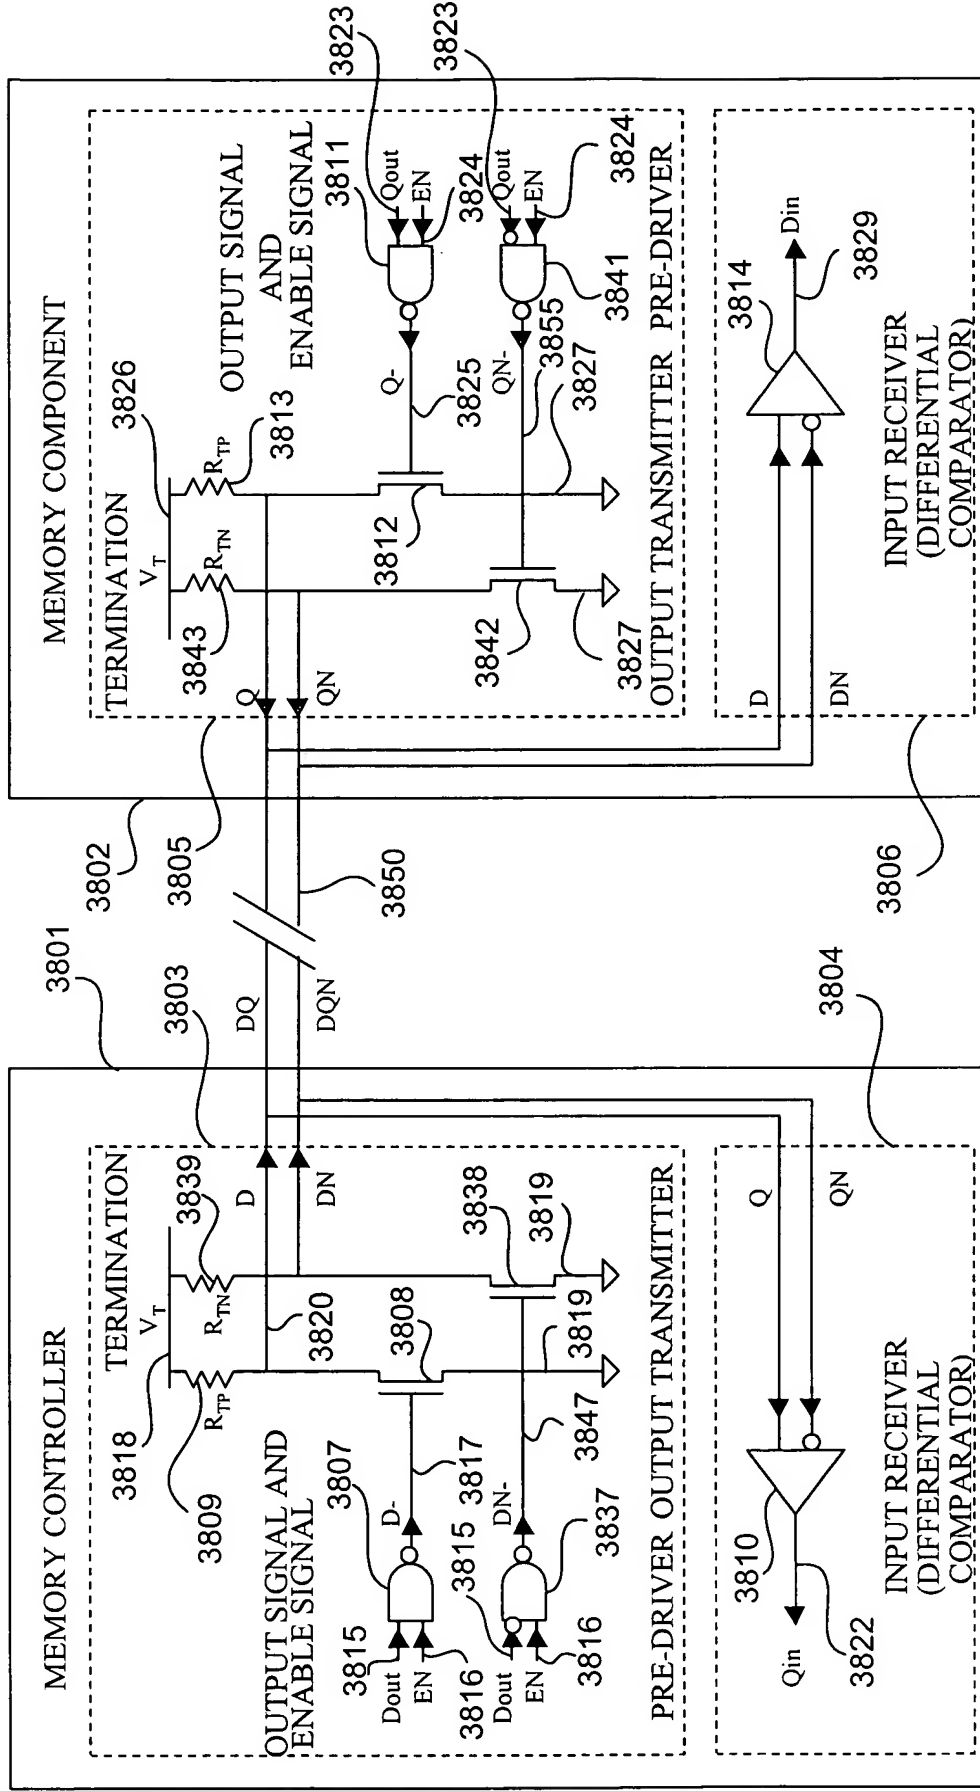 MEMORY CONTROLLER
3801
3803
TERMINATION
V_T
3818
3839
R_TP
R_TN
3809
D
DN
DQ
DQN
3820
OUTPUT SIGNAL AND
ENABLE SIGNAL
3807
D-
3808
3817
3838
3815
Dout
EN
3816
DN-
3819
3819
3847
3815
3837
Dout
EN
3816
PRE-DRIVER OUTPUT TRANSMITTER
3804
Q
QN
3810
Qin
3822
INPUT RECEIVER
(DIFFERENTIAL
COMPARATOR)
MEMORY COMPONENT
3802
3805
3850
TERMINATION
V_T
3826
R_TN
R_TP
3813
3843
Q
QN
OUTPUT SIGNAL
AND
ENABLE SIGNAL
3811
3823
Qout
EN
3824
Q-
3825
3812
QN-
3855
3823
Qout
EN
3824
3841
3842
3827
3827
OUTPUT TRANSMITTER PRE-DRIVER
D
DN
3806
3814
Din
3829
INPUT RECEIVER
(DIFFERENTIAL
COMPARATOR)